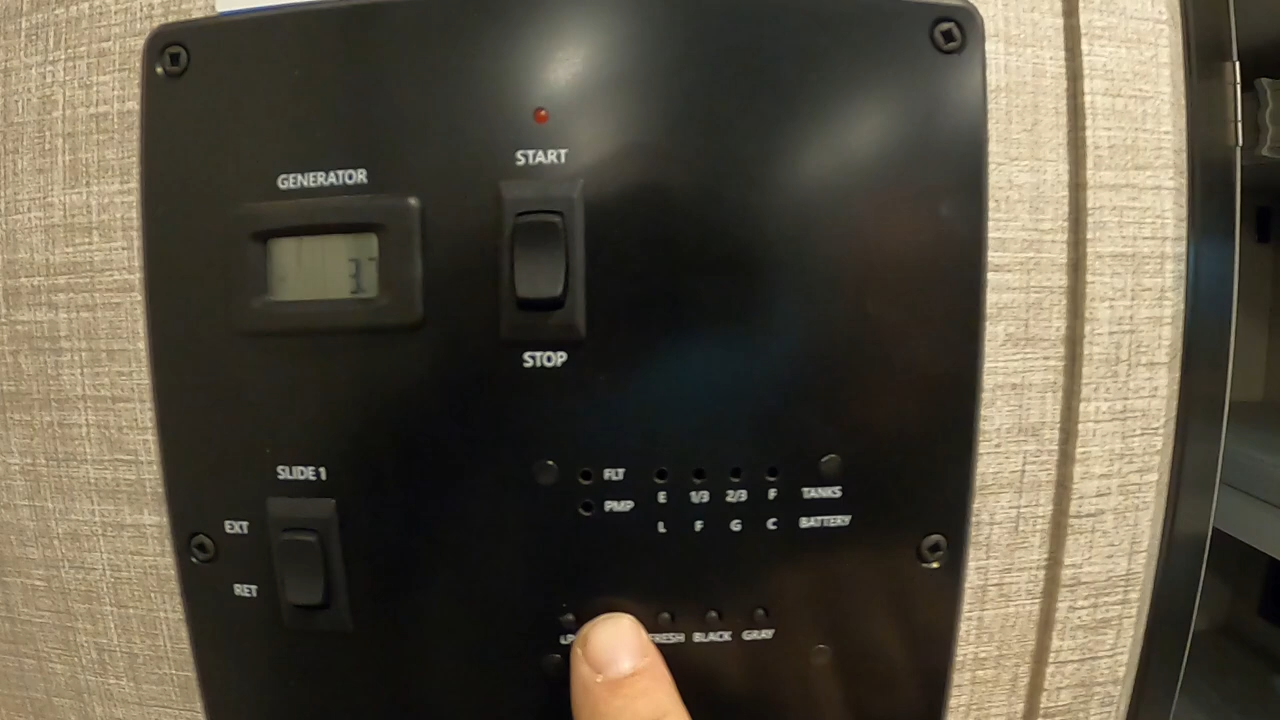 START
GENERATOR
STOP
SLIDE 1
EXT
RET
FLT
PMP
E 1/3 2/3 F TANKS
L F G C BATTERY
FRESH BLACK GRAY